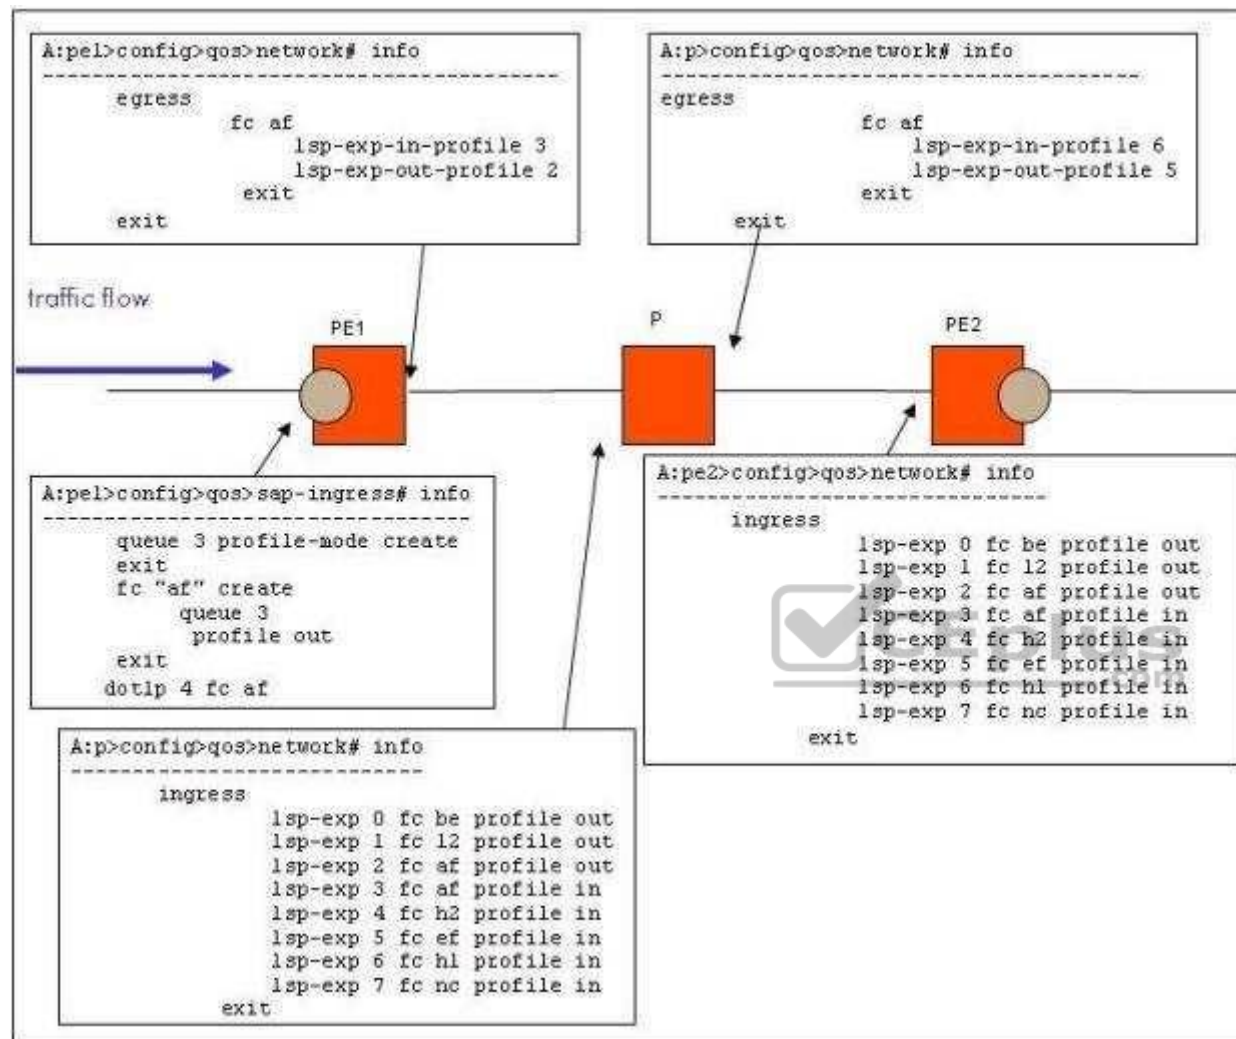 A:pe1>config>qos>network# info
-----------------------------------------
egress
fc af
lsp-exp-in-profile 3
lsp-exp-out-profile 2
exit
exit
A:p>config>qos>network# info
--------------------------------------
egress
fc af
lsp-exp-in-profile 6
lsp-exp-out-profile 5
exit
exit
traffic flow
PE1
P
PE2
A:pe1>config>qos>sap-ingress# info
----------------------------------
queue 3 profile-mode create
exit
fc "af" create
queue 3
profile out
exit
dot1p 4 fc af
A:pe2>config>qos>network# info
-------------------------------
ingress
lsp-exp 0 fc be profile out
lsp-exp 1 fc l2 profile out
lsp-exp 2 fc af profile out
lsp-exp 3 fc af profile in
lsp-exp 4 fc h2 profile in
lsp-exp 5 fc ef profile in
lsp-exp 6 fc h1 profile in
lsp-exp 7 fc nc profile in
exit
CEplus
.com
A:p>config>qos>network# info
----------------------------
ingress
lsp-exp 0 fc be profile out
lsp-exp 1 fc l2 profile out
lsp-exp 2 fc af profile out
lsp-exp 3 fc af profile in
lsp-exp 4 fc h2 profile in
lsp-exp 5 fc ef profile in
lsp-exp 6 fc h1 profile in
lsp-exp 7 fc nc profile in
exit